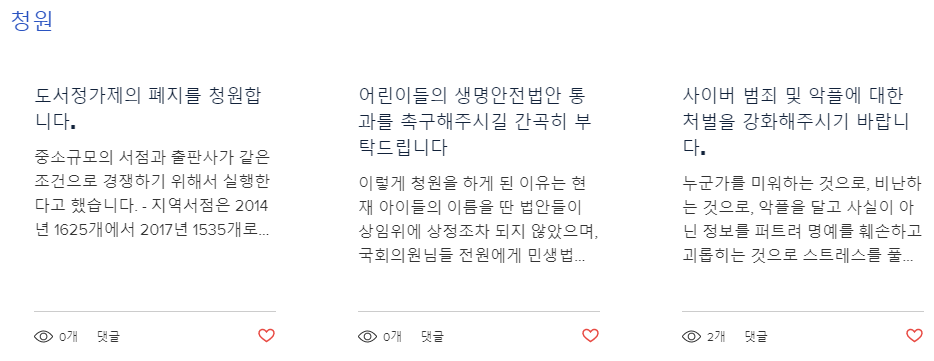 청원
도서정가제의 폐지를 청원합
니다.
중소규모의 서점과 출판사가 같은
조건으로 경쟁하기 위해서 실행한
다고 했습니다. - 지역서점은 2014
년 1625개에서 2017년 1535개로...
0개 댓글
어린이들의 생명안전법안 통
과를 촉구해주시길 간곡히 부
탁드립니다
이렇게 청원을 하게 된 이유는 현
재 아이들의 이름을 딴 법안들이
상임위에 상정조차 되지 않았으며,
국회의원님들 전원에게 민생법...
0개 댓글
사이버 범죄 및 악플에 대한
처벌을 강화해주시기 바랍니
다.
누군가를 미워하는 것으로, 비난하
는 것으로, 악플을 달고 사실이 아
닌 정보를 퍼트려 명예를 훼손하고
괴롭히는 것으로 스트레스를 풀...
2개 댓글